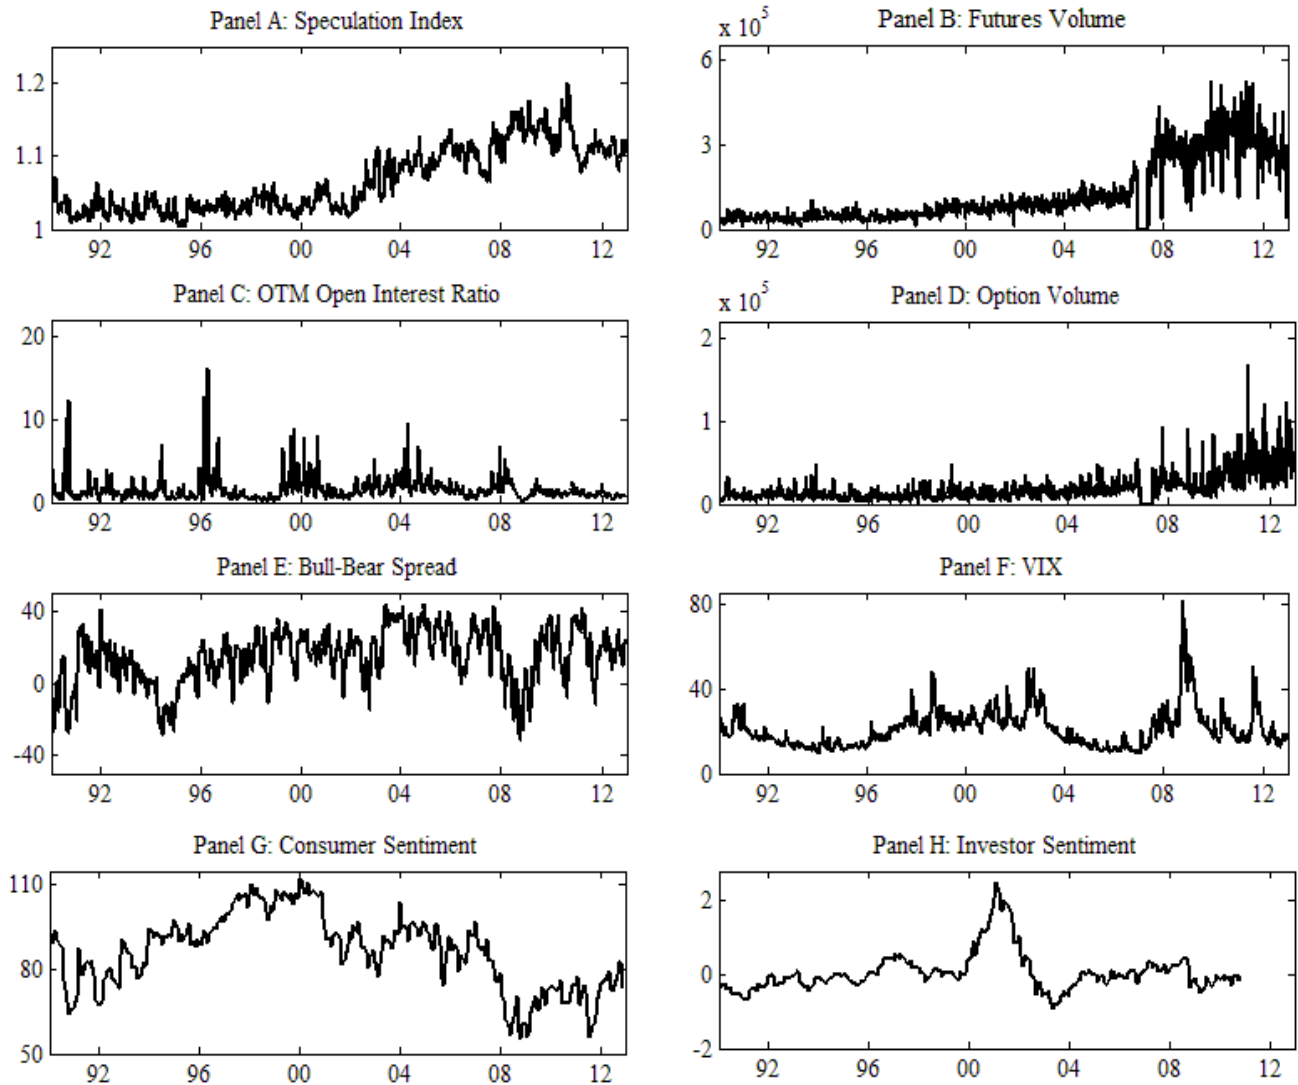 Panel A: Speculation Index
1.2
1.1
1
92 96 00 04 08 12
Panel B: Futures Volume
x 10^5
6
3
0
92 96 00 04 08 12
Panel C: OTM Open Interest Ratio
20
10
0
92 96 00 04 08 12
Panel D: Option Volume
x 10^5
2
1
0
92 96 00 04 08 12
Panel E: Bull-Bear Spread
40
0
-40
92 96 00 04 08 12
Panel F: VIX
80
40
0
92 96 00 04 08 12
Panel G: Consumer Sentiment
110
80
50
92 96 00 04 08 12
Panel H: Investor Sentiment
2
0
-2
92 96 00 04 08 12